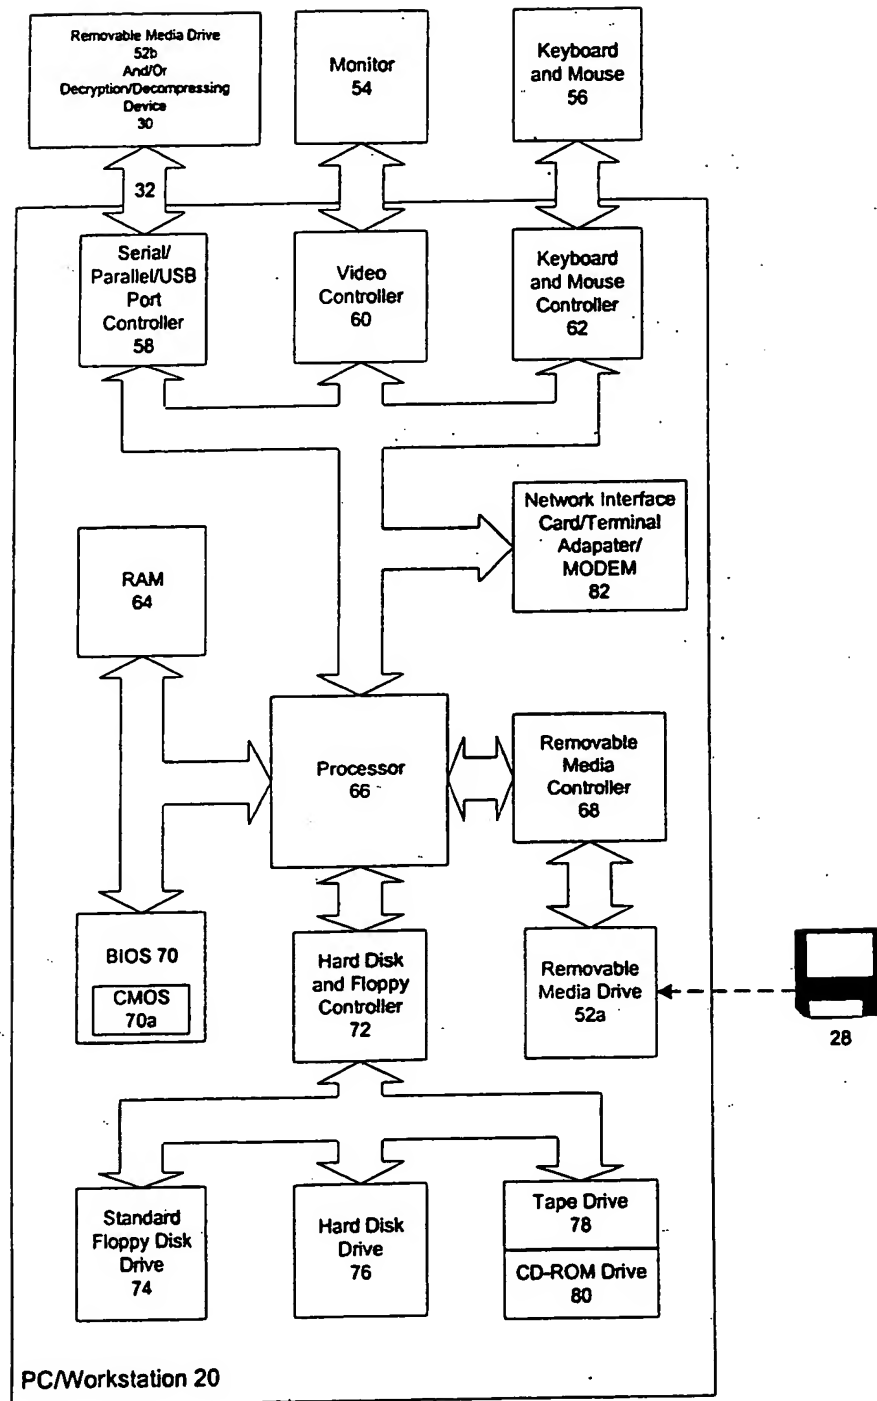 Removable Media Drive
52b
And/Or
Decryption/Decompressing
Device
30
Monitor
54
Keyboard
and Mouse
56
32
Serial/
Parallel/USB
Port
Controller
58
Video
Controller
60
Keyboard
and Mouse
Controller
62
Network Interface
Card/Terminal
Adapater/
MODEM
82
RAM
64
Processor
66
Removable
Media
Controller
68
BIOS 70
CMOS
70a
Hard Disk
and Floppy
Controller
72
Removable
Media Drive
52a
28
Standard
Floppy Disk
Drive
74
Hard Disk
Drive
76
Tape Drive
78
CD-ROM Drive
80
PC/Workstation 20